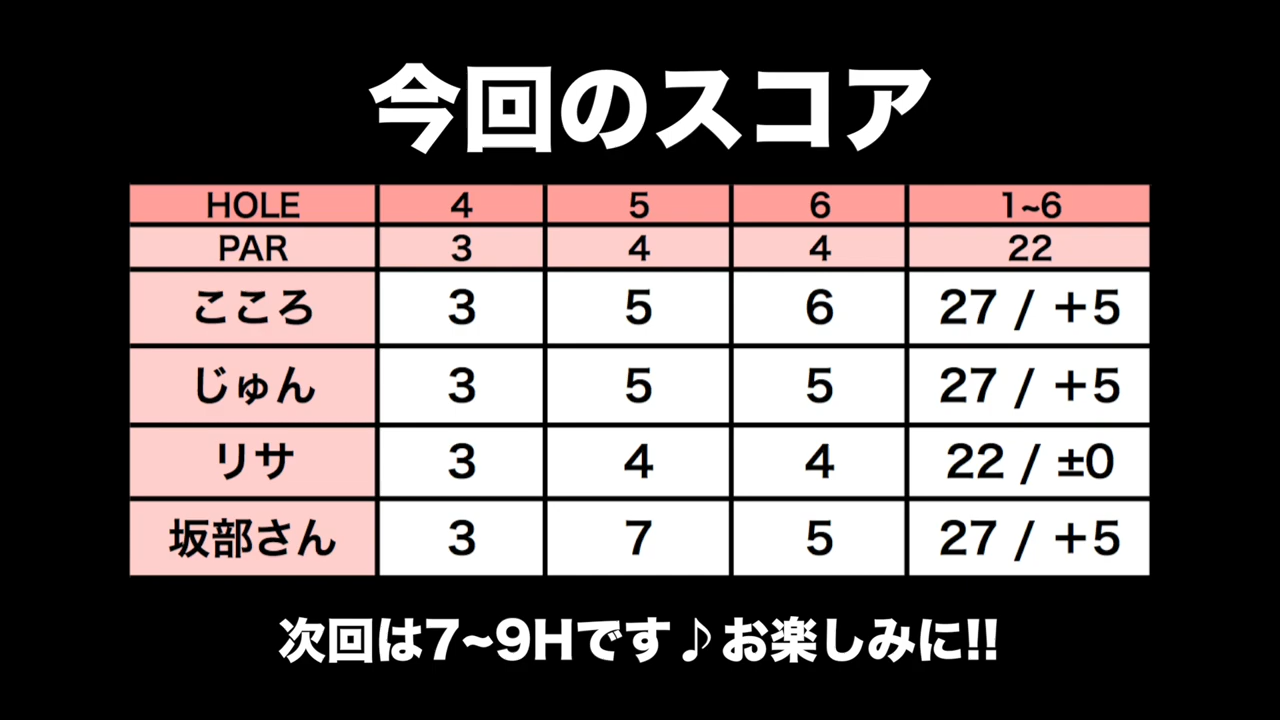 今回のスコア
HOLE 4 5 6 1~6
PAR 3 4 4 22
こころ 3 5 6 27 / +5
じゅん 3 5 5 27 / +5
リサ 3 4 4 22 / ±0
坂部さん 3 7 5 27 / +5
次回は7~9Hです♪お楽しみに!!